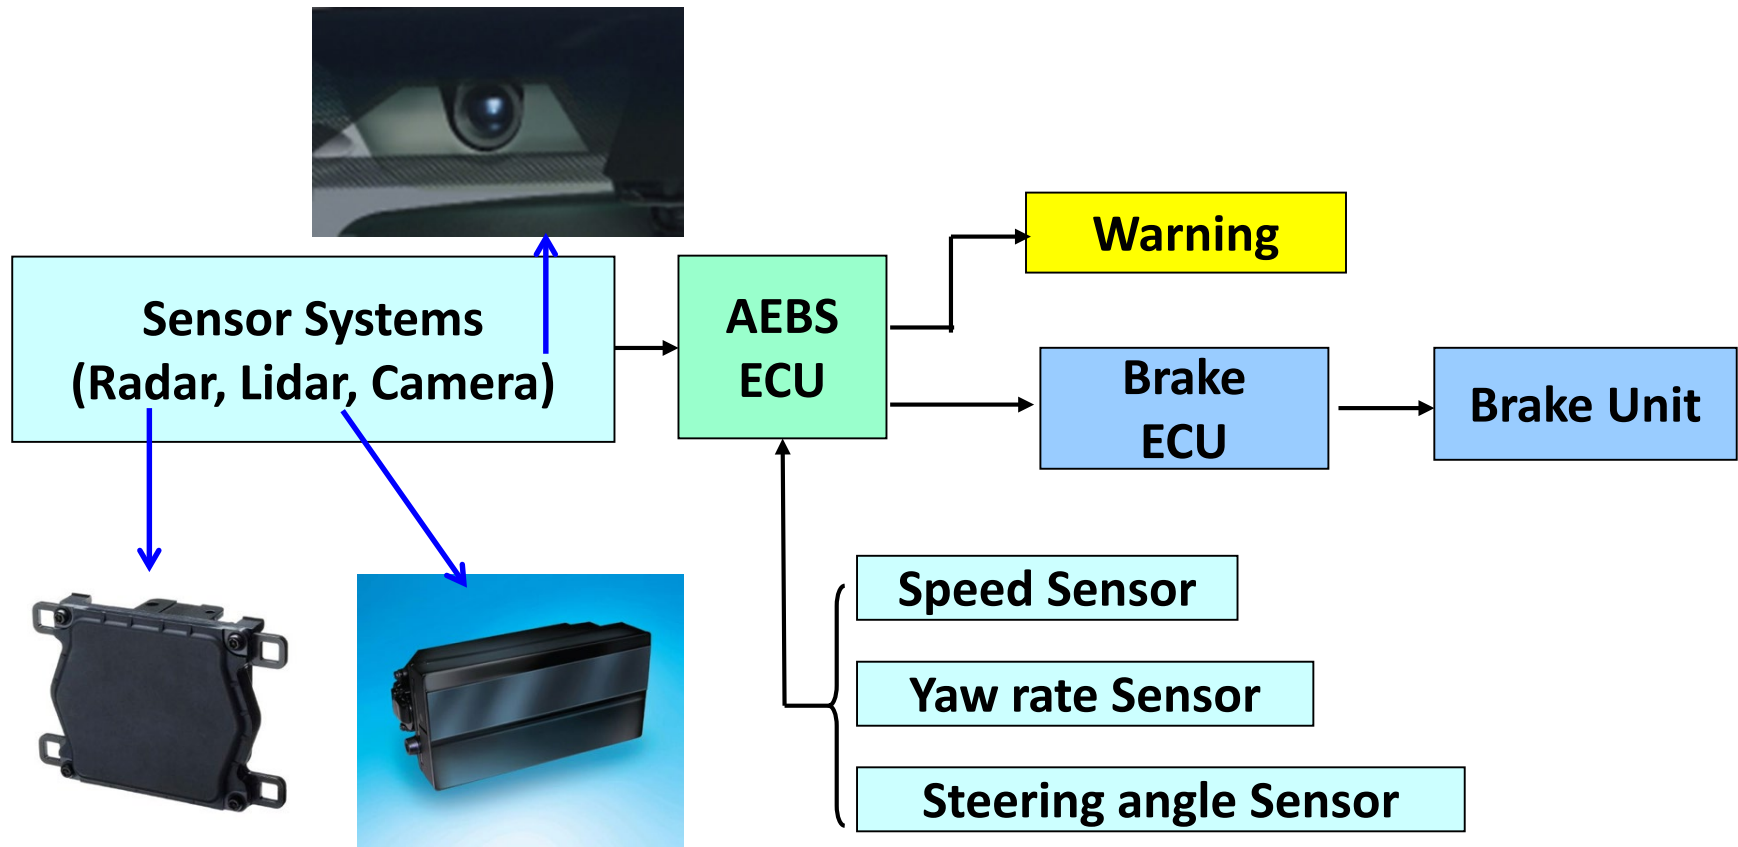 Sensor Systems
(Radar, Lidar, Camera)
AEBS
ECU
Warning
Brake
ECU
Brake Unit
Speed Sensor
Yaw rate Sensor
Steering angle Sensor